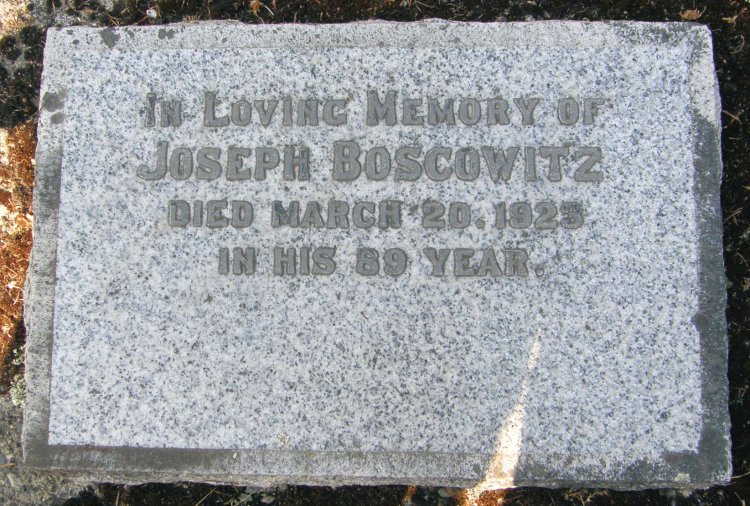 IN LOVING MEMORY OF
JOSEPH BOSCOWITZ
DIED MARCH 20. 1923
IN HIS 89 YEAR.